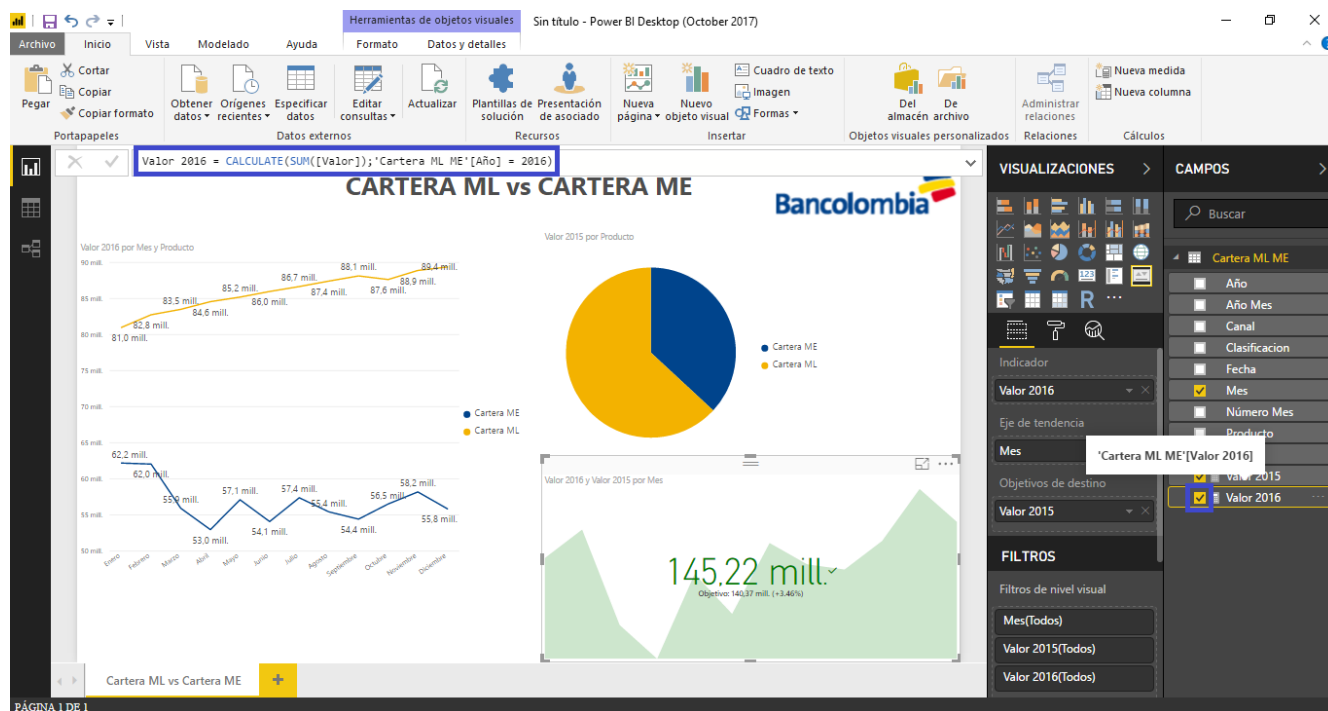 Herramientas de objetos visuales
Sin título - Power BI Desktop (October 2017)
Archivo Inicio Vista Modelado Ayuda Formato Datos y detalles
Pegar
Cortar
Copiar
Copiar formato
Portapapeles
Obtener datos
Orígenes recientes
Especificar datos
Editar consultas
Actualizar
Datos externos
Plantillas de solución
Presentación de asociado
Recursos
Nueva página
Nuevo objeto visual
Cuadro de texto
Imagen
Formas
Insertar
Del almacén
De archivo
Objetos visuales personalizados
Administrar relaciones
Relaciones
Nueva medida
Nueva columna
Cálculos
Valor 2016 = CALCULATE(SUM([Valor]);'Cartera ML ME'[Año] = 2016)
CARTERA ML vs CARTERA ME
Bancolombia
Valor 2016 por Mes y Producto
90 mill.
85 mill.
80 mill.
75 mill.
70 mill.
65 mill.
60 mill.
55 mill.
50 mill.
81,0 mill.
82,8 mill.
83,5 mill.
84,6 mill.
85,2 mill.
86,0 mill.
86,7 mill.
87,4 mill.
88,1 mill.
87,6 mill.
88,9 mill.
89,4 mill.
62,2 mill.
62,0 mill.
55,9 mill.
53,0 mill.
57,1 mill.
54,1 mill.
57,4 mill.
55,4 mill.
54,4 mill.
56,5 mill.
58,2 mill.
55,8 mill.
Enero Febrero Marzo Abril Mayo Junio Julio Agosto Septiembre Octubre Noviembre Diciembre
Cartera ME
Cartera ML
Valor 2015 por Producto
Cartera ME
Cartera ML
Valor 2016 y Valor 2015 por Mes
145,22 mill.
Objetivo: 140,37 mill. (+3.46%)
VISUALIZACIONES
123
R
Indicador
Valor 2016
Eje de tendencia
Mes
Objetivos de destino
Valor 2015
FILTROS
Filtros de nivel visual
Mes(Todos)
Valor 2015(Todos)
Valor 2016(Todos)
CAMPOS
Buscar
Cartera ML ME
Año
Año Mes
Canal
Clasificacion
Fecha
Mes
Número Mes
Producto
'Cartera ML ME'[Valor 2016]
Valor 2015
Valor 2016
Cartera ML vs Cartera ME
PÁGINA 1 DE 1